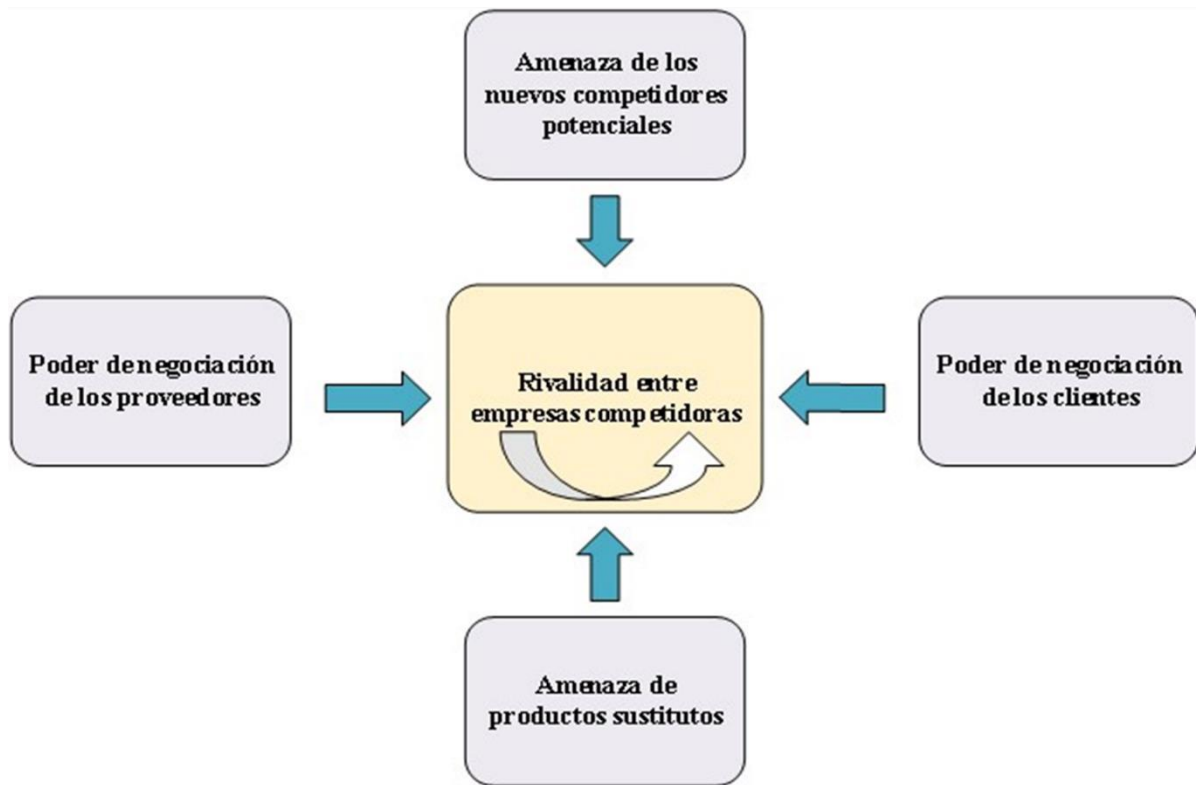 Amenaza de los
nuevos competidores
potenciales
Poder de negociación
de los proveedores
Rivalidad entre
empresas competidoras
Poder de negociación
de los clientes
Amenaza de
productos sustitutos